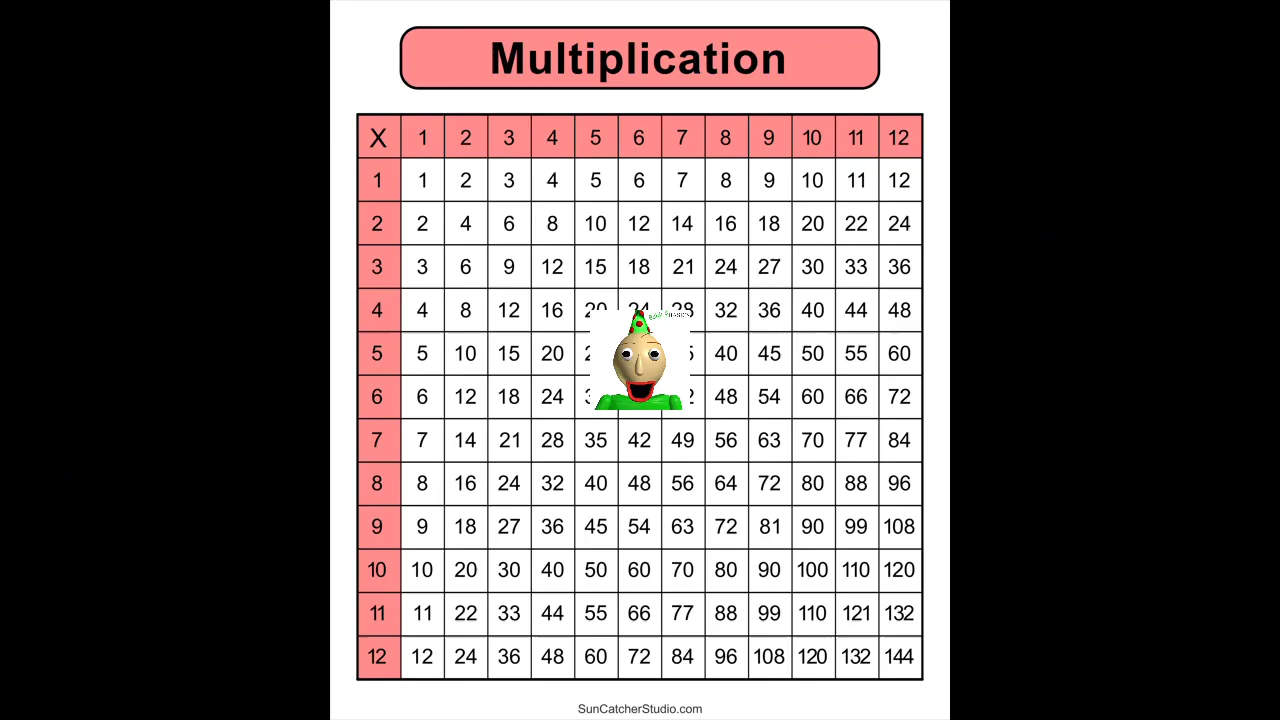 Multiplication
X 1 2 3 4 5 6 7 8 9 10 11 12
1 1 2 3 4 5 6 7 8 9 10 11 12
2 2 4 6 8 10 12 14 16 18 20 22 24
3 3 6 9 12 15 18 21 24 27 30 33 36
4 4 8 12 16 20 24 28 32 36 40 44 48
5 5 10 15 20 40 45 50 55 60
6 6 12 18 24 48 54 60 66 72
7 7 14 21 28 35 42 49 56 63 70 77 84
8 8 16 24 32 40 48 56 64 72 80 88 96
9 9 18 27 36 45 54 63 72 81 90 99 108
10 10 20 30 40 50 60 70 80 90 100 110 120
11 11 22 33 44 55 66 77 88 99 110 121 132
12 12 24 36 48 60 72 84 96 108 120 132 144
SunCatcherStudio.com